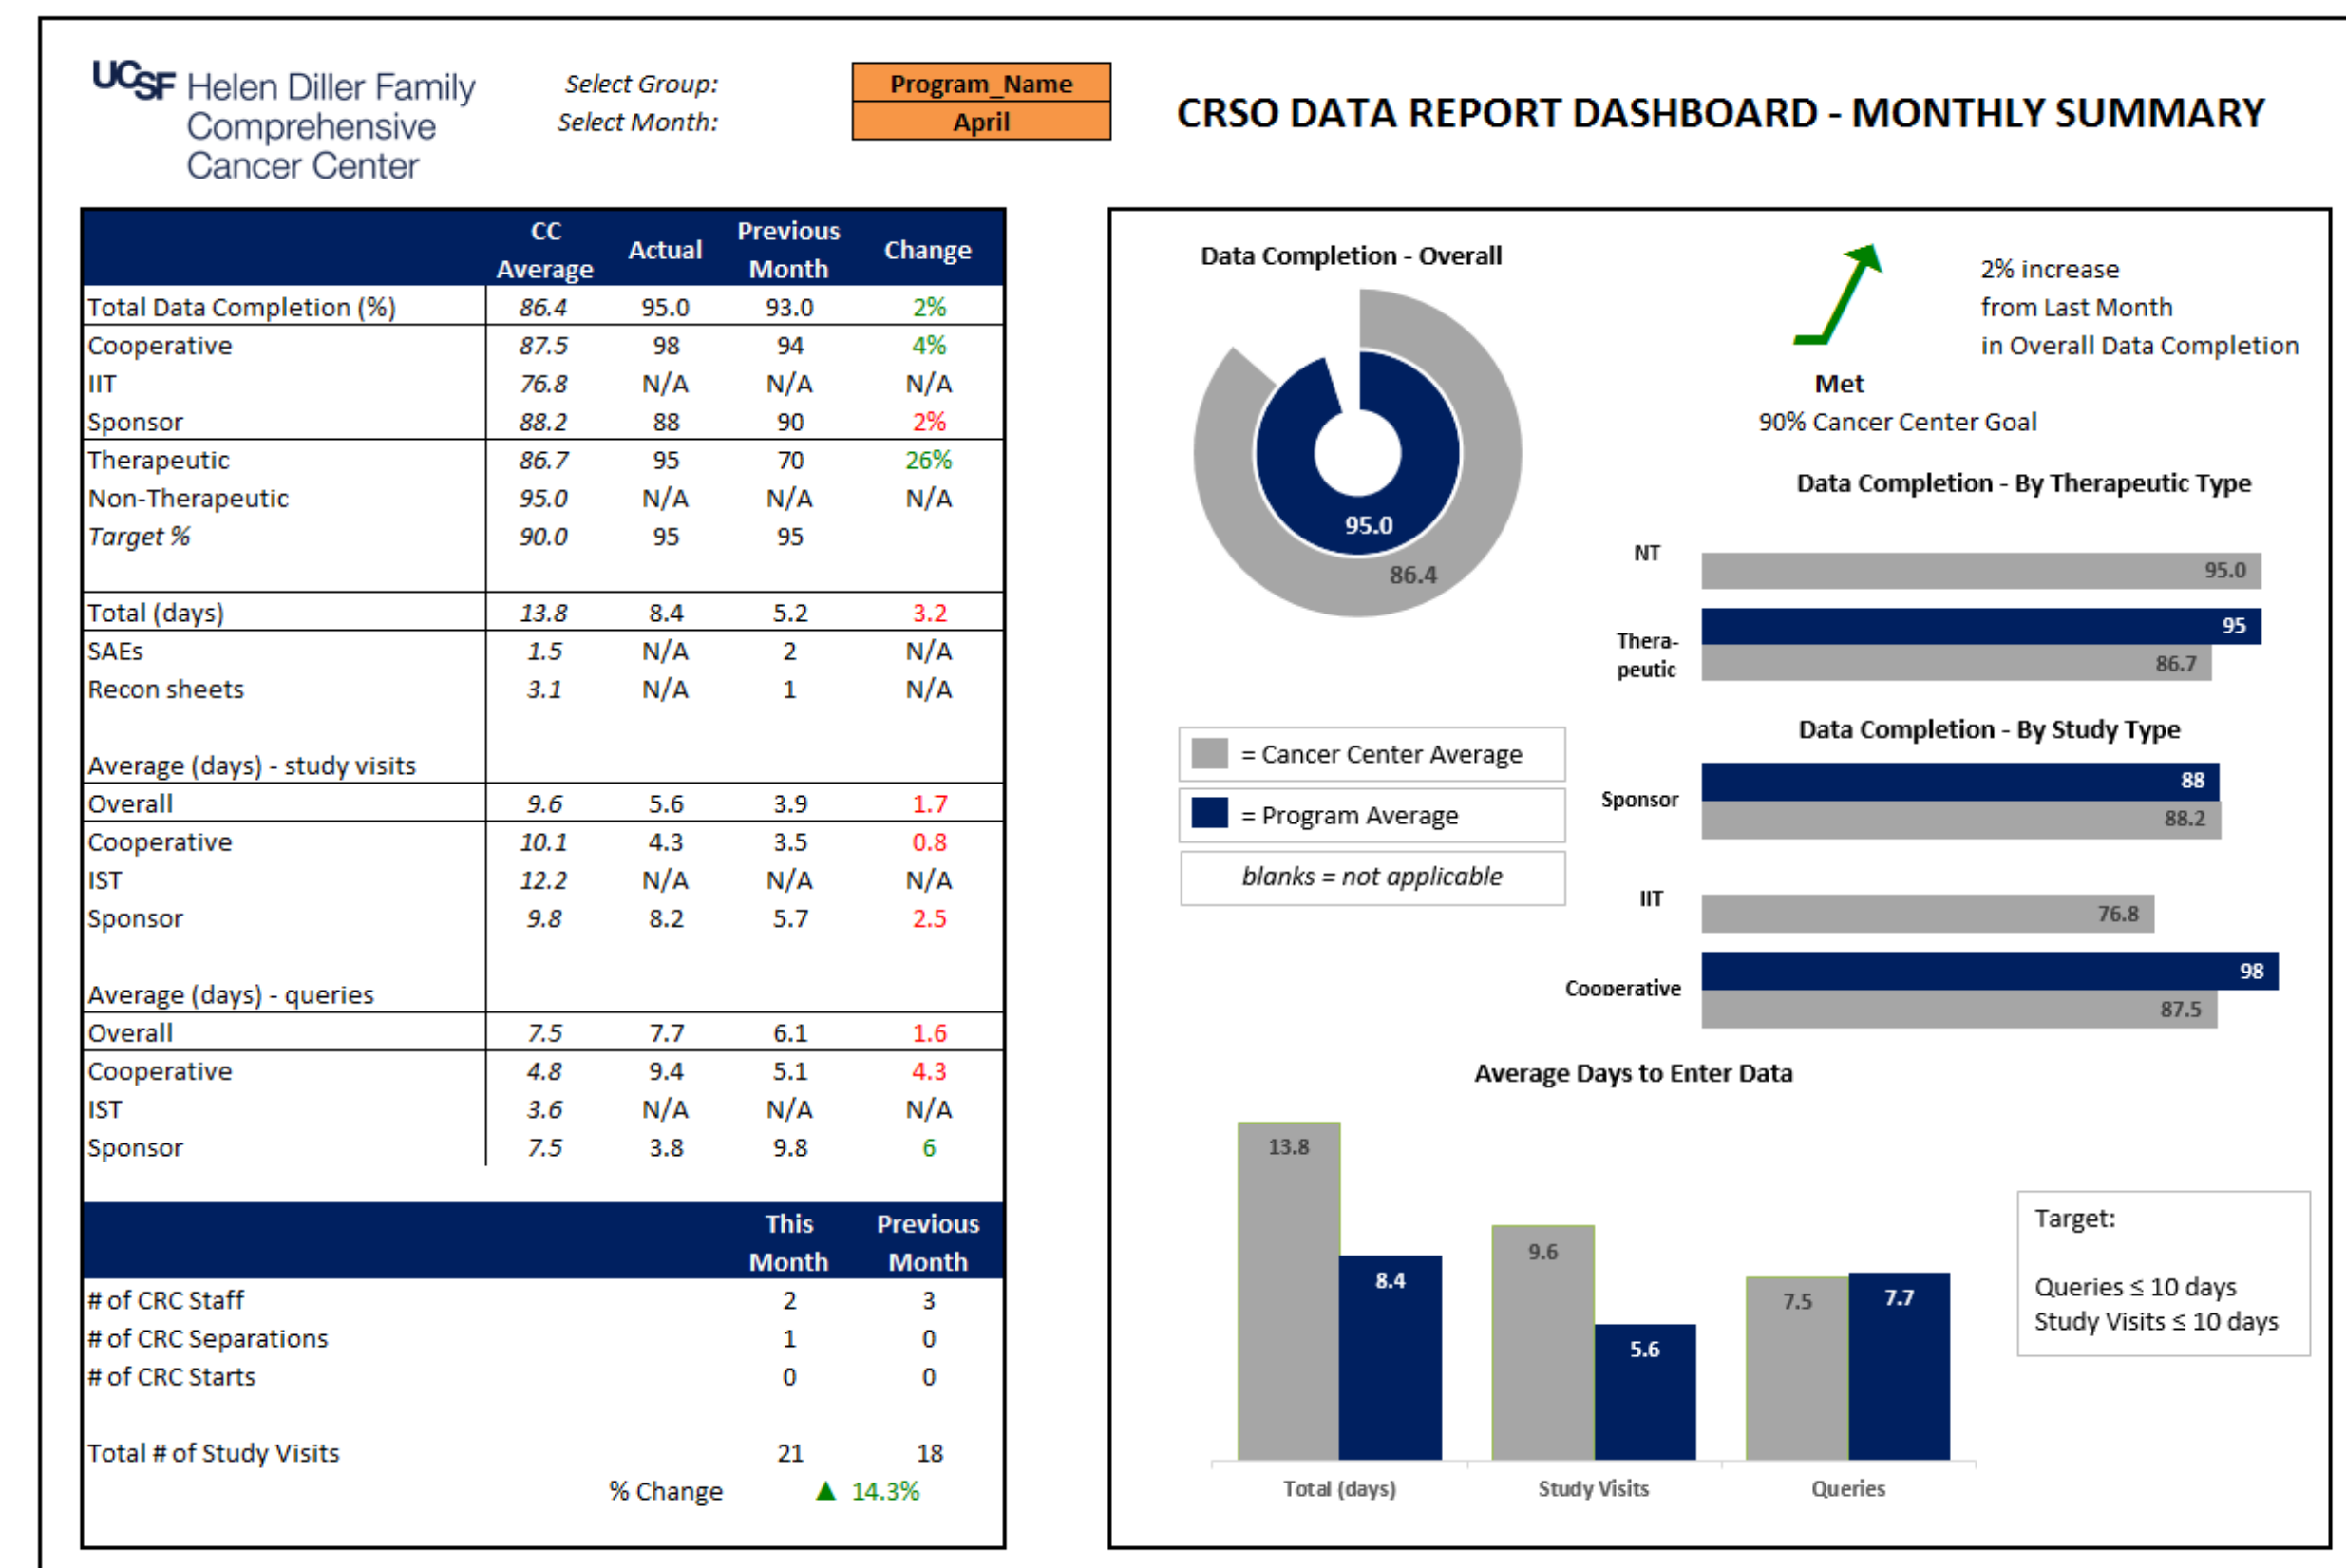 UCSF Helen Diller Family
Comprehensive
Cancer Center
Select Group: Program_Name
Select Month: April
CRSO DATA REPORT DASHBOARD - MONTHLY SUMMARY
CC Average Actual Previous Month Change
Total Data Completion (%) 86.4 95.0 93.0 2%
Cooperative 87.5 98 94 4%
IIT 76.8 N/A N/A N/A
Sponsor 88.2 88 90 2%
Therapeutic 86.7 95 70 26%
Non-Therapeutic 95.0 N/A N/A N/A
Target % 90.0 95 95
Total (days) 13.8 8.4 5.2 3.2
SAEs 1.5 N/A 2 N/A
Recon sheets 3.1 N/A 1 N/A
Average (days) - study visits
Overall 9.6 5.6 3.9 1.7
Cooperative 10.1 4.3 3.5 0.8
IST 12.2 N/A N/A N/A
Sponsor 9.8 8.2 5.7 2.5
Average (days) - queries
Overall 7.5 7.7 6.1 1.6
Cooperative 4.8 9.4 5.1 4.3
IST 3.6 N/A N/A N/A
Sponsor 7.5 3.8 9.8 6
This Month Previous Month
# of CRC Staff 2 3
# of CRC Separations 1 0
# of CRC Starts 0 0
Total # of Study Visits 21 18
% Change ▲ 14.3%
Data Completion - Overall
95.0
86.4
2% increase
from Last Month
in Overall Data Completion
Met
90% Cancer Center Goal
Data Completion - By Therapeutic Type
NT
95.0
Thera-
peutic
95
86.7
= Cancer Center Average
= Program Average
blanks = not applicable
Data Completion - By Study Type
Sponsor
88
88.2
IIT
76.8
Cooperative
98
87.5
Average Days to Enter Data
13.8
8.4
9.6
5.6
7.5
7.7
Total (days) Study Visits Queries
Target:
Queries ≤ 10 days
Study Visits ≤ 10 days